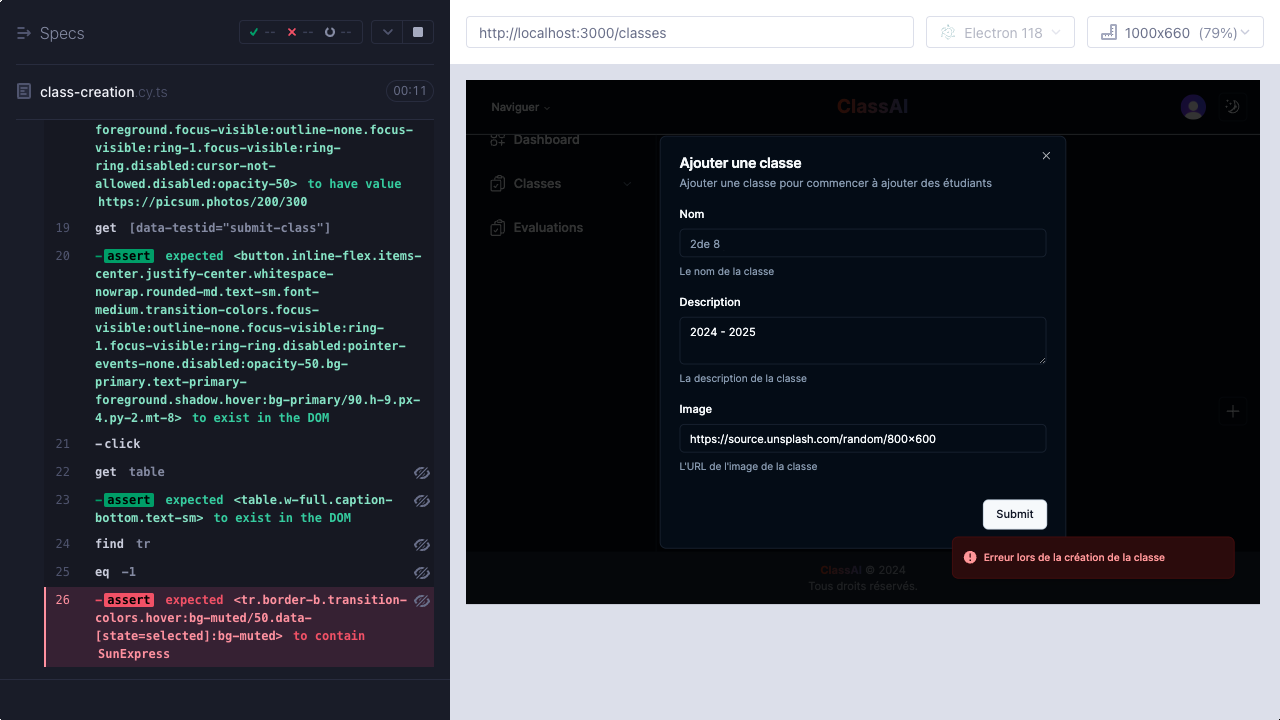 Specs
--
--
--
class-creation.cy.ts
00:11
foreground.focus-visible:outline-none.focus-
visible:ring-1.focus-visible:ring-
ring.disabled:cursor-not-
allowed.disabled:opacity-50> to have value
https://picsum.photos/200/300
19 get [data-testid="submit-class"]
20 -assert expected <button.inline-flex.items-
center.justify-center.whitespace-
nowrap.rounded-md.text-sm.font-
medium.transition-colors.focus-
visible:outline-none.focus-visible:ring-
1.focus-visible:ring-ring.disabled:pointer-
events-none.disabled:opacity-50.bg-
primary.text-primary-
foreground.shadow.hover:bg-primary/90.h-9.px-
4.py-2.mt-8> to exist in the DOM
21 -click
22 get table
23 -assert expected <table.w-full.caption-
bottom.text-sm> to exist in the DOM
24 find tr
25 eq -1
26 -assert expected <tr.border-b.transition-
colors.hover:bg-muted/50.data-
[state=selected]:bg-muted> to contain
SunExpress
http://localhost:3000/classes
Electron 118
1000x660 (79%)
Naviguer
ClassAI
Dashboard
Classes
Evaluations
Ajouter une classe
Ajouter une classe pour commencer à ajouter des étudiants
Nom
2de 8
Le nom de la classe
Description
2024 - 2025
La description de la classe
Image
https://source.unsplash.com/random/800×600
L'URL de l'image de la classe
Submit
Erreur lors de la création de la classe
ClassAI © 2024
Tous droits réservés.